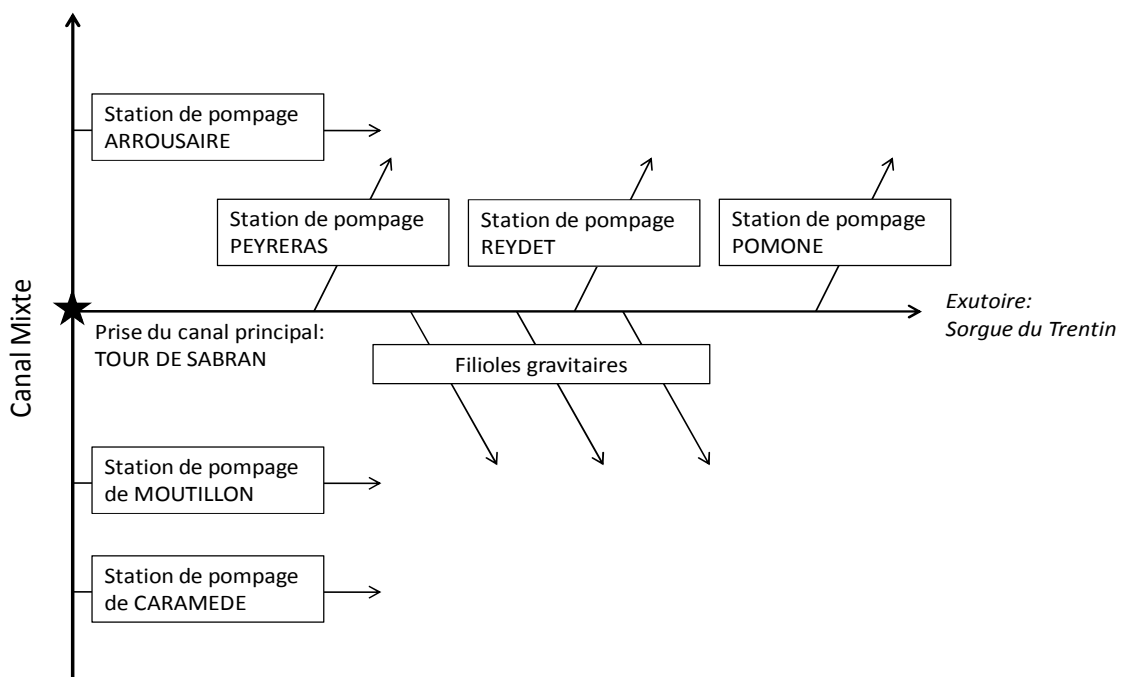 Station de pompage
ARROUSAIRE
Station de pompage
PEYRERAS
Station de pompage
REYDET
Station de pompage
POMONE
Canal Mixte
Prise du canal principal:
TOUR DE SABRAN
Exutoire:
Sorgue du Trentin
Filioles gravitaires
Station de pompage
de MOUTILLON
Station de pompage
de CARAMEDE